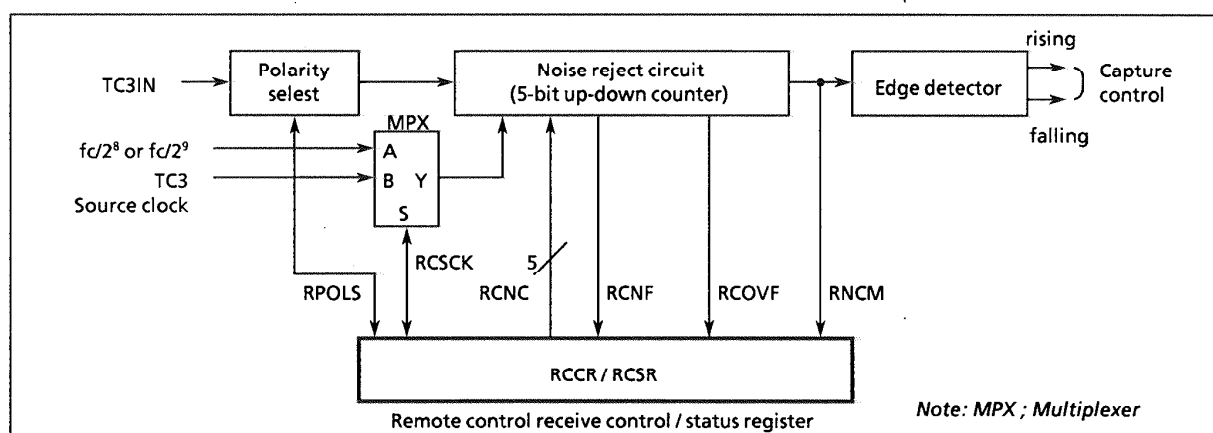 rising
TC3IN
Polarity
selest
Noise reject circuit
(5-bit up-down counter)
Edge detector
Capture
control
falling
MPX
fc/2⁸ or fc/2⁹
A
TC3
B Y
Source clock
S
RPOLS
RCSCK
RCNC
5
RCNF
RCOVF
RNCM
RCCR / RCSR
Remote control receive control / status register
Note: MPX ; Multiplexer